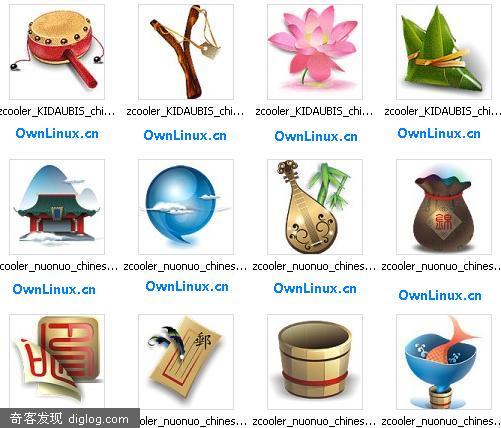 zcooler_KIDAUBIS_chi... zcooler_KIDAUBIS_chi... zcooler_KIDAUBIS_chi... zcooler_KIDAUBIS_chi...
OwnLinux.cn OwnLinux.cn OwnLinux.cn OwnLinux.cn
zcooler_nuonuo_chines... zcooler_nuonuo_chines... zcooler_nuonuo_chines... zcooler_nuonuo_chines...
OwnLinux.cn OwnLinux.cn OwnLinux.cn OwnLinux.cn
郵
奇客发现 diglog.com zcooler_nuonuo_chines... zcooler_nuonuo_chines... zcooler_nuonuo_chines...